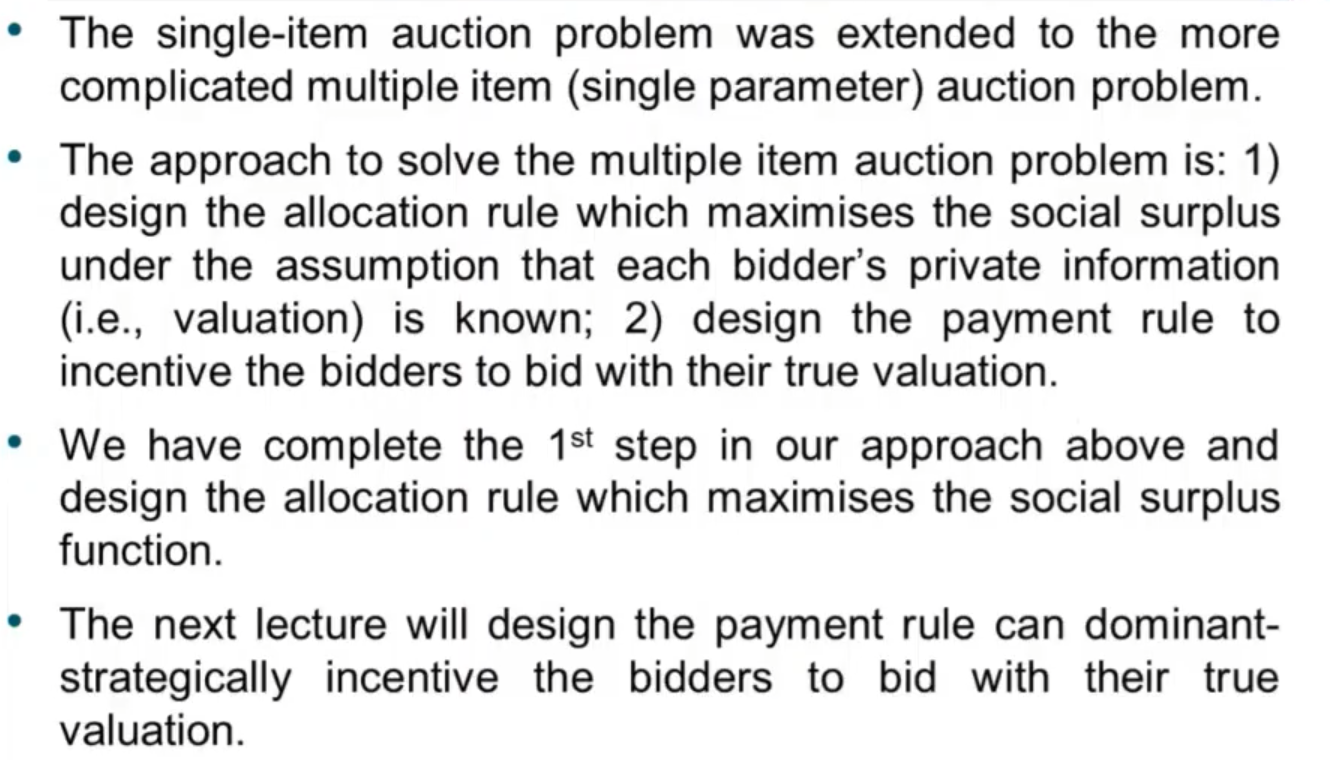 • The single-item auction problem was extended to the more
complicated multiple item (single parameter) auction problem.
• The approach to solve the multiple item auction problem is: 1)
design the allocation rule which maximises the social surplus
under the assumption that each bidder's private information
(i.e., valuation) is known; 2) design the payment rule to
incentive the bidders to bid with their true valuation.
• We have complete the 1st step in our approach above and
design the allocation rule which maximises the social surplus
function.
• The next lecture will design the payment rule can dominant-
strategically incentive the bidders to bid with their true
valuation.